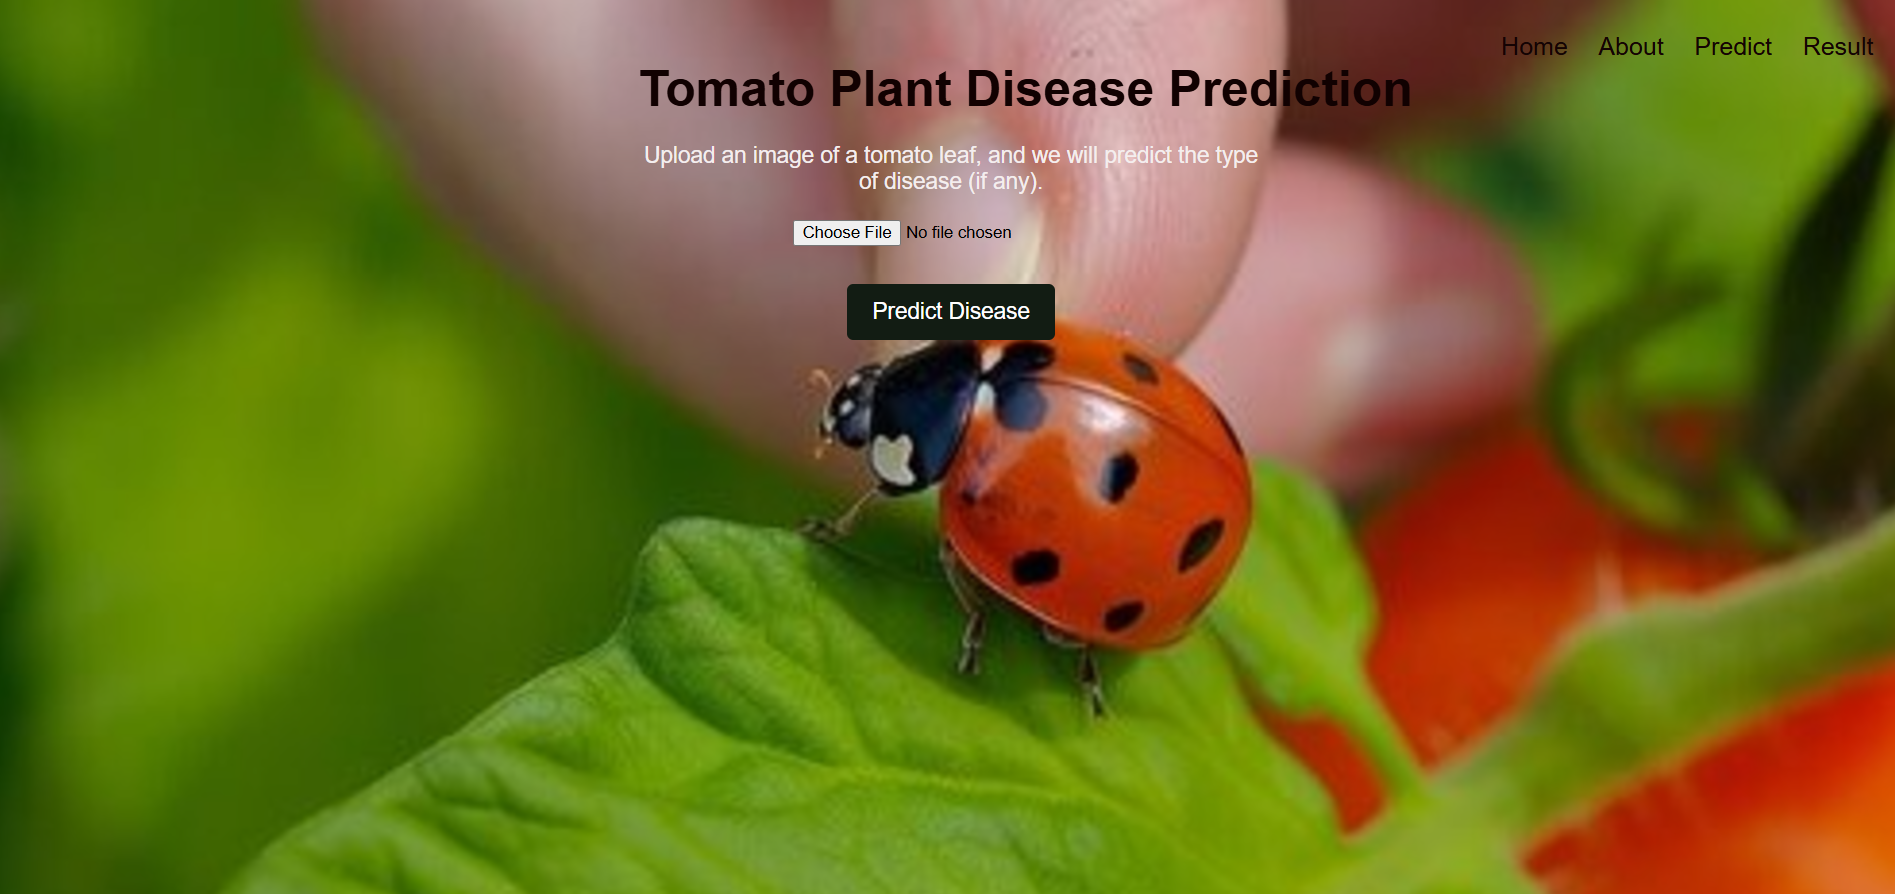 Home About Predict Result
Tomato Plant Disease Prediction
Upload an image of a tomato leaf, and we will predict the type
of disease (if any).
Choose File No file chosen
Predict Disease